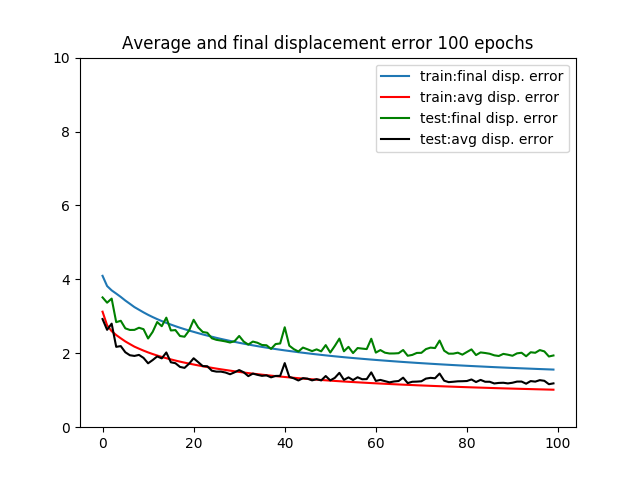 Average and final displacement error 100 epochs
train:final disp. error
train:avg disp. error
test:final disp. error
test:avg disp. error
10
8
6
4
2
0
0 20 40 60 80 100